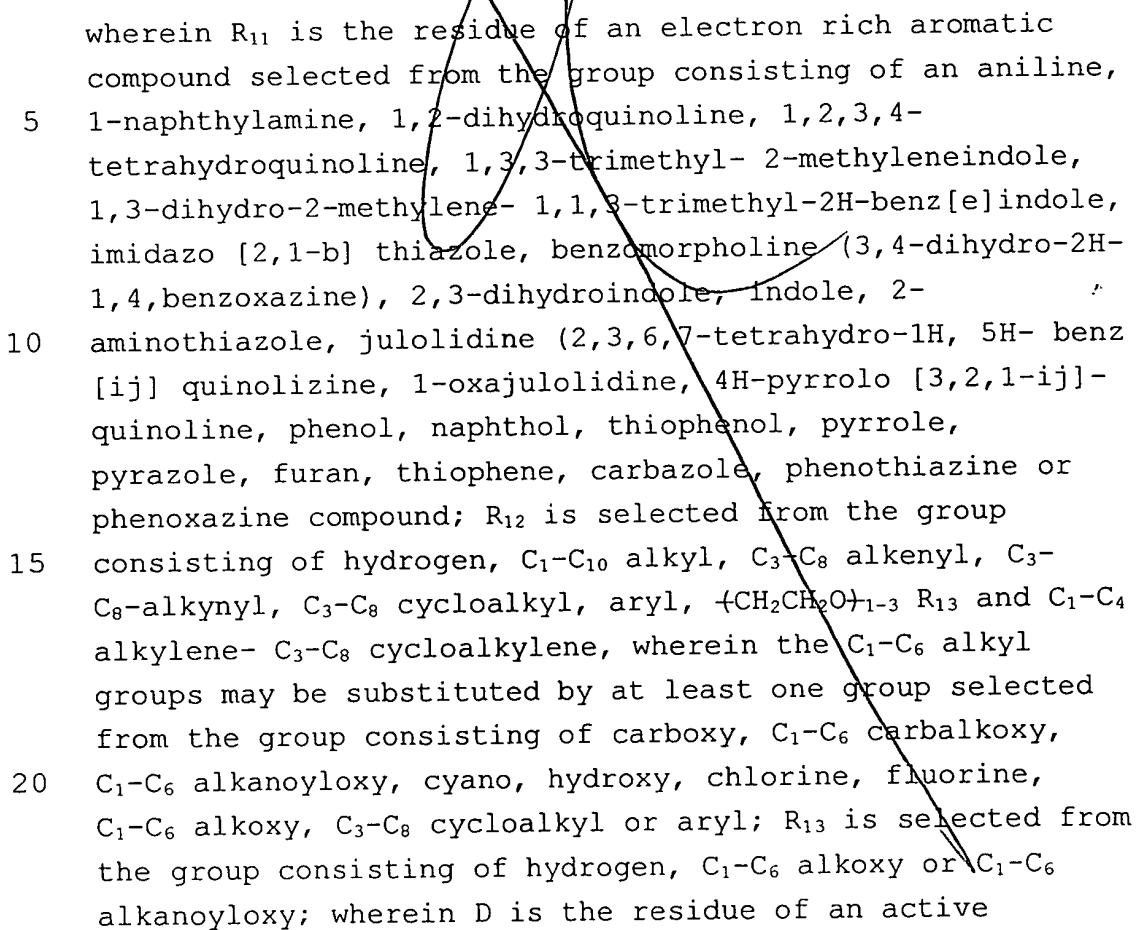 wherein R₁₁ is the residue of an electron rich aromatic
compound selected from the group consisting of an aniline,
5 1-naphthylamine, 1,2-dihydroquinoline, 1,2,3,4-
tetrahydroquinoline, 1,3,3-trimethyl- 2-methyleneindole,
1,3-dihydro-2-methylene- 1,1,3-trimethyl-2H-benz[e]indole,
imidazo [2,1-b] thiazole, benzomorpholine (3,4-dihydro-2H-
1,4,benzoxazine), 2,3-dihydroindole, indole, 2-
10 aminothiazole, julolidine (2,3,6,7-tetrahydro-1H, 5H- benz
[ij] quinolizine, 1-oxajulolidine, 4H-pyrrolo [3,2,1-ij]-
quinoline, phenol, naphthol, thiophenol, pyrrole,
pyrazole, furan, thiophene, carbazole, phenothiazine or
phenoxazine compound; R₁₂ is selected from the group
15 consisting of hydrogen, C₁-C₁₀ alkyl, C₃-C₈ alkenyl, C₃-
C₈-alkynyl, C₃-C₈ cycloalkyl, aryl, (CH₂CH₂O)₁₋₃ R₁₃ and C₁-C₄
alkylene- C₃-C₈ cycloalkylene, wherein the C₁-C₆ alkyl
groups may be substituted by at least one group selected
from the group consisting of carboxy, C₁-C₆ carbalkoxy,
20 C₁-C₆ alkanoyloxy, cyano, hydroxy, chlorine, fluorine,
C₁-C₆ alkoxy, C₃-C₈ cycloalkyl or aryl; R₁₃ is selected from
the group consisting of hydrogen, C₁-C₆ alkoxy or C₁-C₆
alkanoyloxy; wherein D is the residue of an active